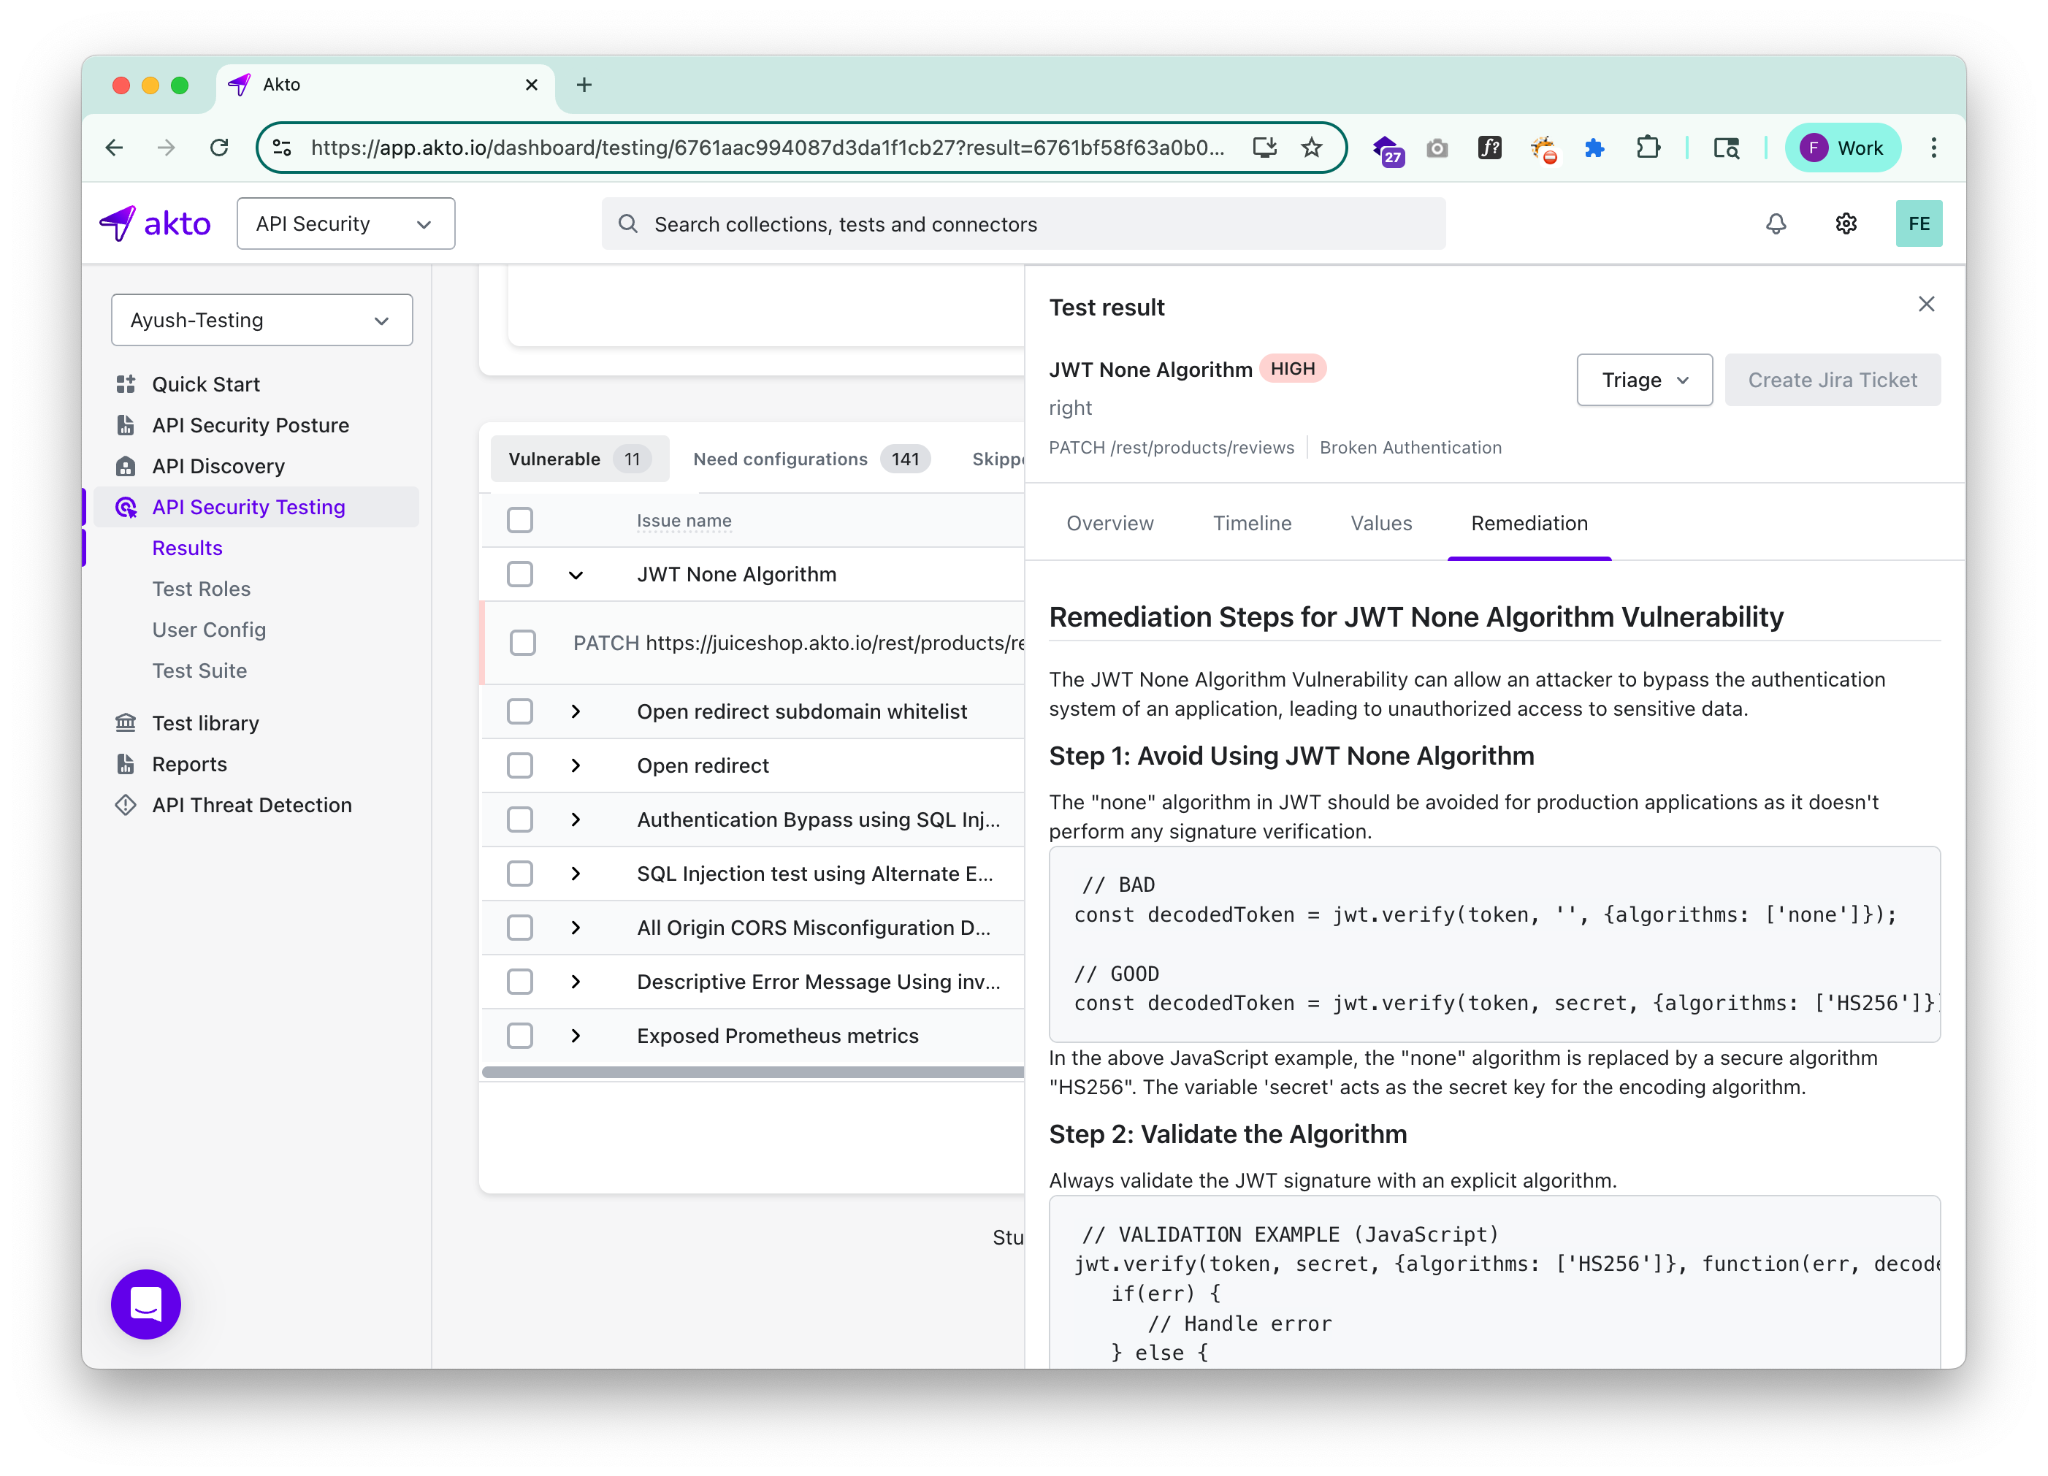 Akto
https://app.akto.io/dashboard/testing/6761aac994087d3da1f1cb27?result=6761bf58f63a0b0...
27
f?
F Work
akto
API Security
Search collections, tests and connectors
FE
Ayush-Testing
Quick Start
API Security Posture
API Discovery
API Security Testing
Results
Test Roles
User Config
Test Suite
Test library
Reports
API Threat Detection
Vulnerable 11
Need configurations 141
Skippe
Issue name
JWT None Algorithm
PATCH https://juiceshop.akto.io/rest/products/re
Open redirect subdomain whitelist
Open redirect
Authentication Bypass using SQL Inj...
SQL Injection test using Alternate E...
All Origin CORS Misconfiguration D...
Descriptive Error Message Using inv...
Exposed Prometheus metrics
Stu
Test result
JWT None Algorithm HIGH
right
PATCH /rest/products/reviews Broken Authentication
Triage
Create Jira Ticket
Overview Timeline Values Remediation
Remediation Steps for JWT None Algorithm Vulnerability
The JWT None Algorithm Vulnerability can allow an attacker to bypass the authentication
system of an application, leading to unauthorized access to sensitive data.
Step 1: Avoid Using JWT None Algorithm
The "none" algorithm in JWT should be avoided for production applications as it doesn't
perform any signature verification.
// BAD
const decodedToken = jwt.verify(token, '', {algorithms: ['none']});
// GOOD
const decodedToken = jwt.verify(token, secret, {algorithms: ['HS256']}
In the above JavaScript example, the "none" algorithm is replaced by a secure algorithm
"HS256". The variable 'secret' acts as the secret key for the encoding algorithm.
Step 2: Validate the Algorithm
Always validate the JWT signature with an explicit algorithm.
// VALIDATION EXAMPLE (JavaScript)
jwt.verify(token, secret, {algorithms: ['HS256']}, function(err, decode
if(err) {
// Handle error
} else {